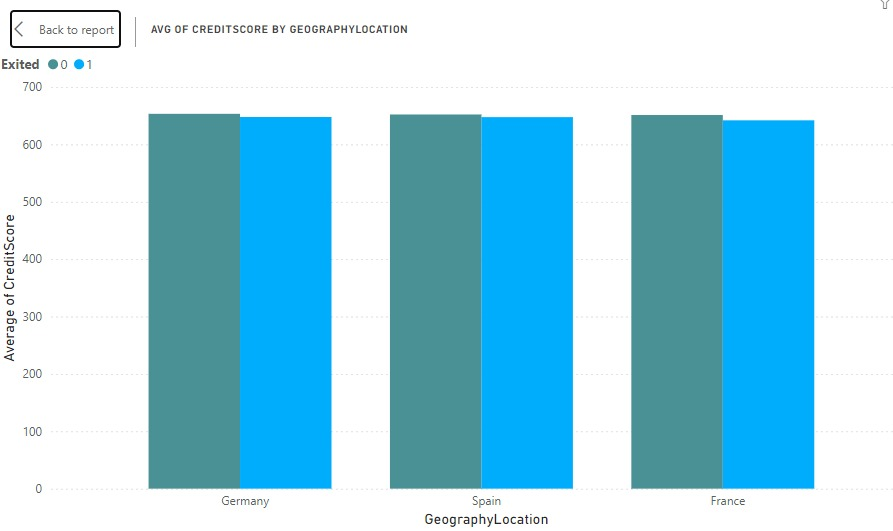 Back to report
AVG OF CREDITSCORE BY GEOGRAPHYLOCATION
Exited 0 1
700
600
500
400
300
200
100
0
Average of CreditScore
Germany Spain France
GeographyLocation